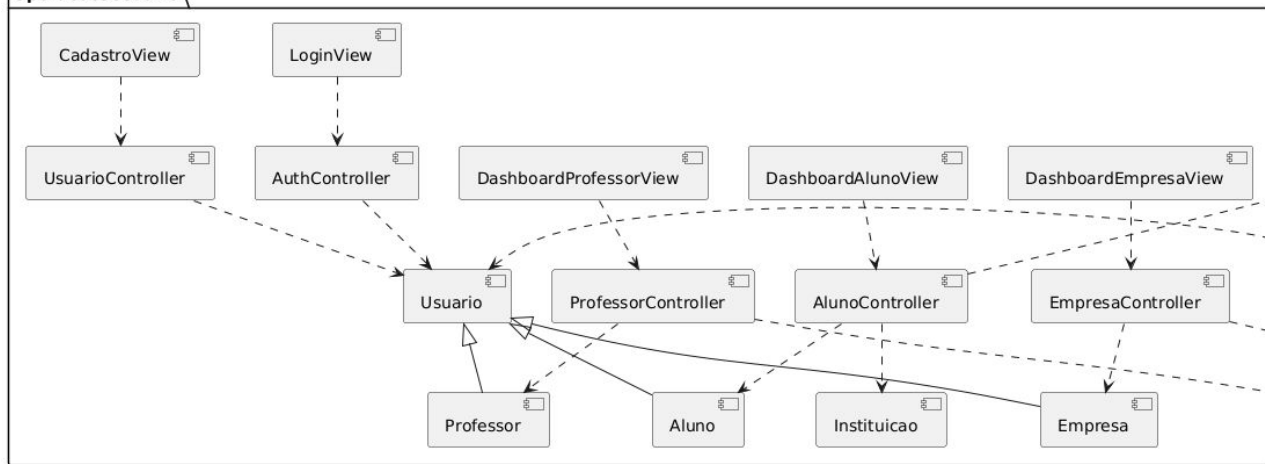 CadastroView
LoginView
UsuarioController
AuthController
DashboardProfessorView
DashboardAlunoView
DashboardEmpresaView
Usuario
ProfessorController
AlunoController
EmpresaController
Professor
Aluno
Instituicao
Empresa